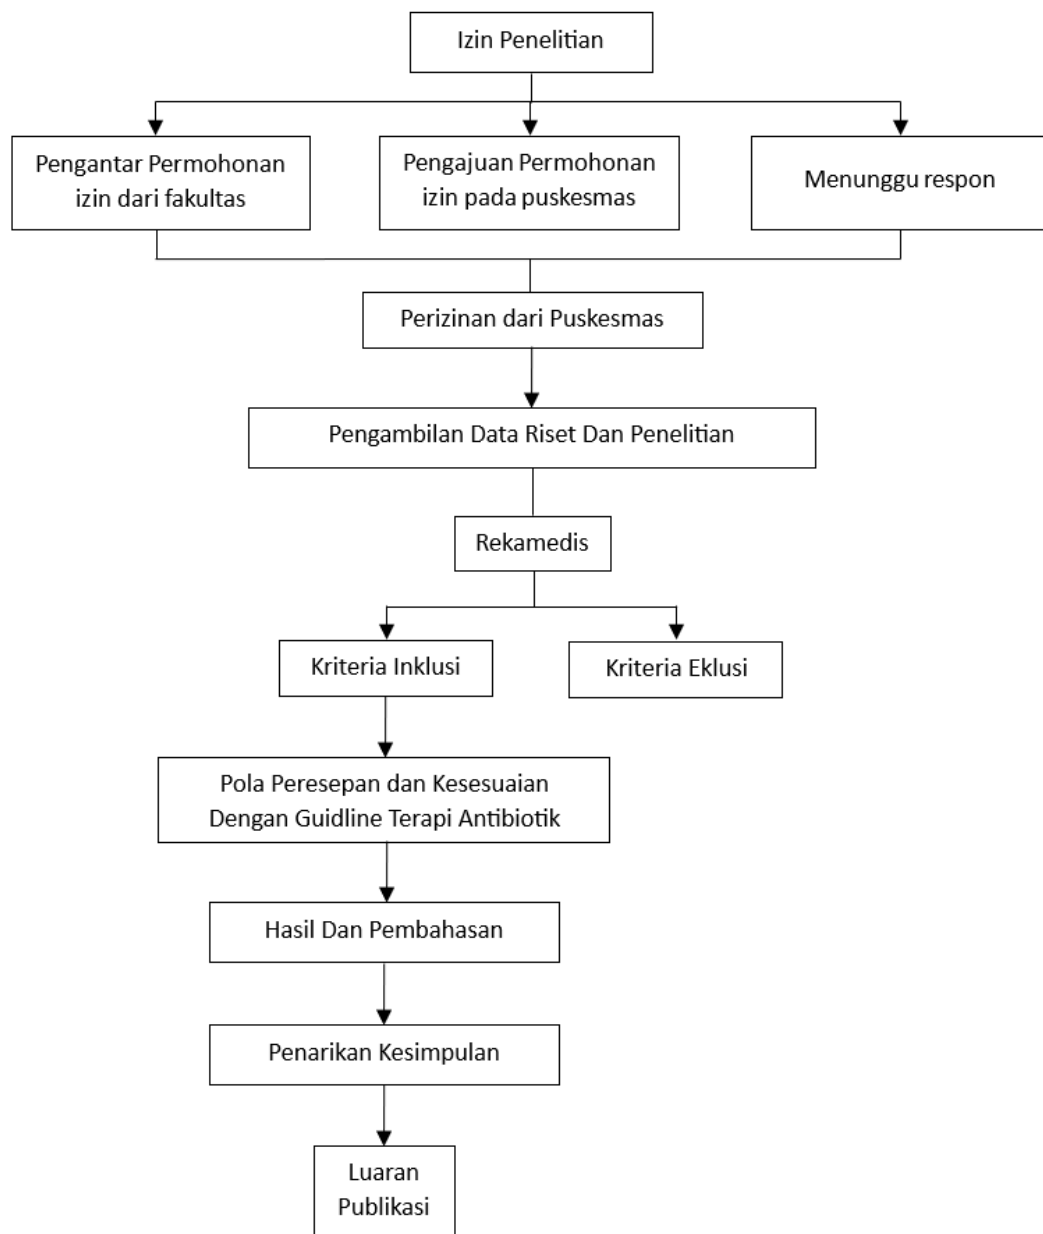 Izin Penelitian
Pengantar Permohonan
izin dari fakultas
Pengajuan Permohonan
izin pada puskesmas
Menunggu respon
Perizinan dari Puskesmas
Pengambilan Data Riset Dan Penelitian
Rekamedis
Kriteria Inklusi
Kriteria Eklusi
Pola Peresepan dan Kesesuaian
Dengan Guidline Terapi Antibiotik
Hasil Dan Pembahasan
Penarikan Kesimpulan
Luaran
Publikasi